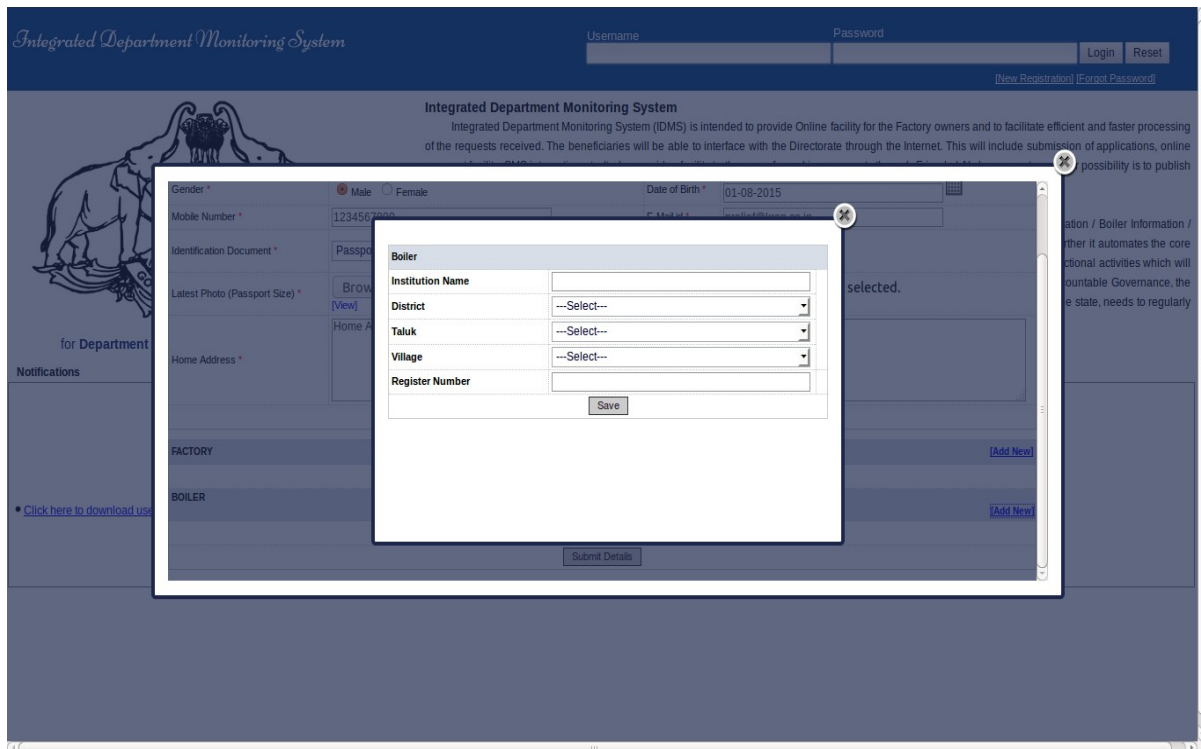 Integrated Department Monitoring System
Username
Password
Login Reset
[New Registration] [Forgot Password]
Integrated Department Monitoring System
Integrated Department Monitoring System (IDMS) is intended to provide Online facility for the Factory owners and to facilitate efficient and faster processing
of the requests received. The beneficiaries will be able to interface with the Directorate through the Internet. This will include submission of applications, online
possibility is to publish
ation / Boiler Information /
rther it automates the core
ctional activities which will
countable Governance, the
e state, needs to regularly
for Department
Notifications
Click here to download use
Gender * Male Female Date of Birth * 01-08-2015
Mobile Number * 1234567890 E-Mail id *
Identification Document * Passpo
Latest Photo (Passport Size) * Brow selected.
[View]
Home Address * Home A
FACTORY [Add New]
BOILER [Add New]
Submit Details
Boiler
Institution Name
District ---Select---
Taluk ---Select---
Village ---Select---
Register Number
Save